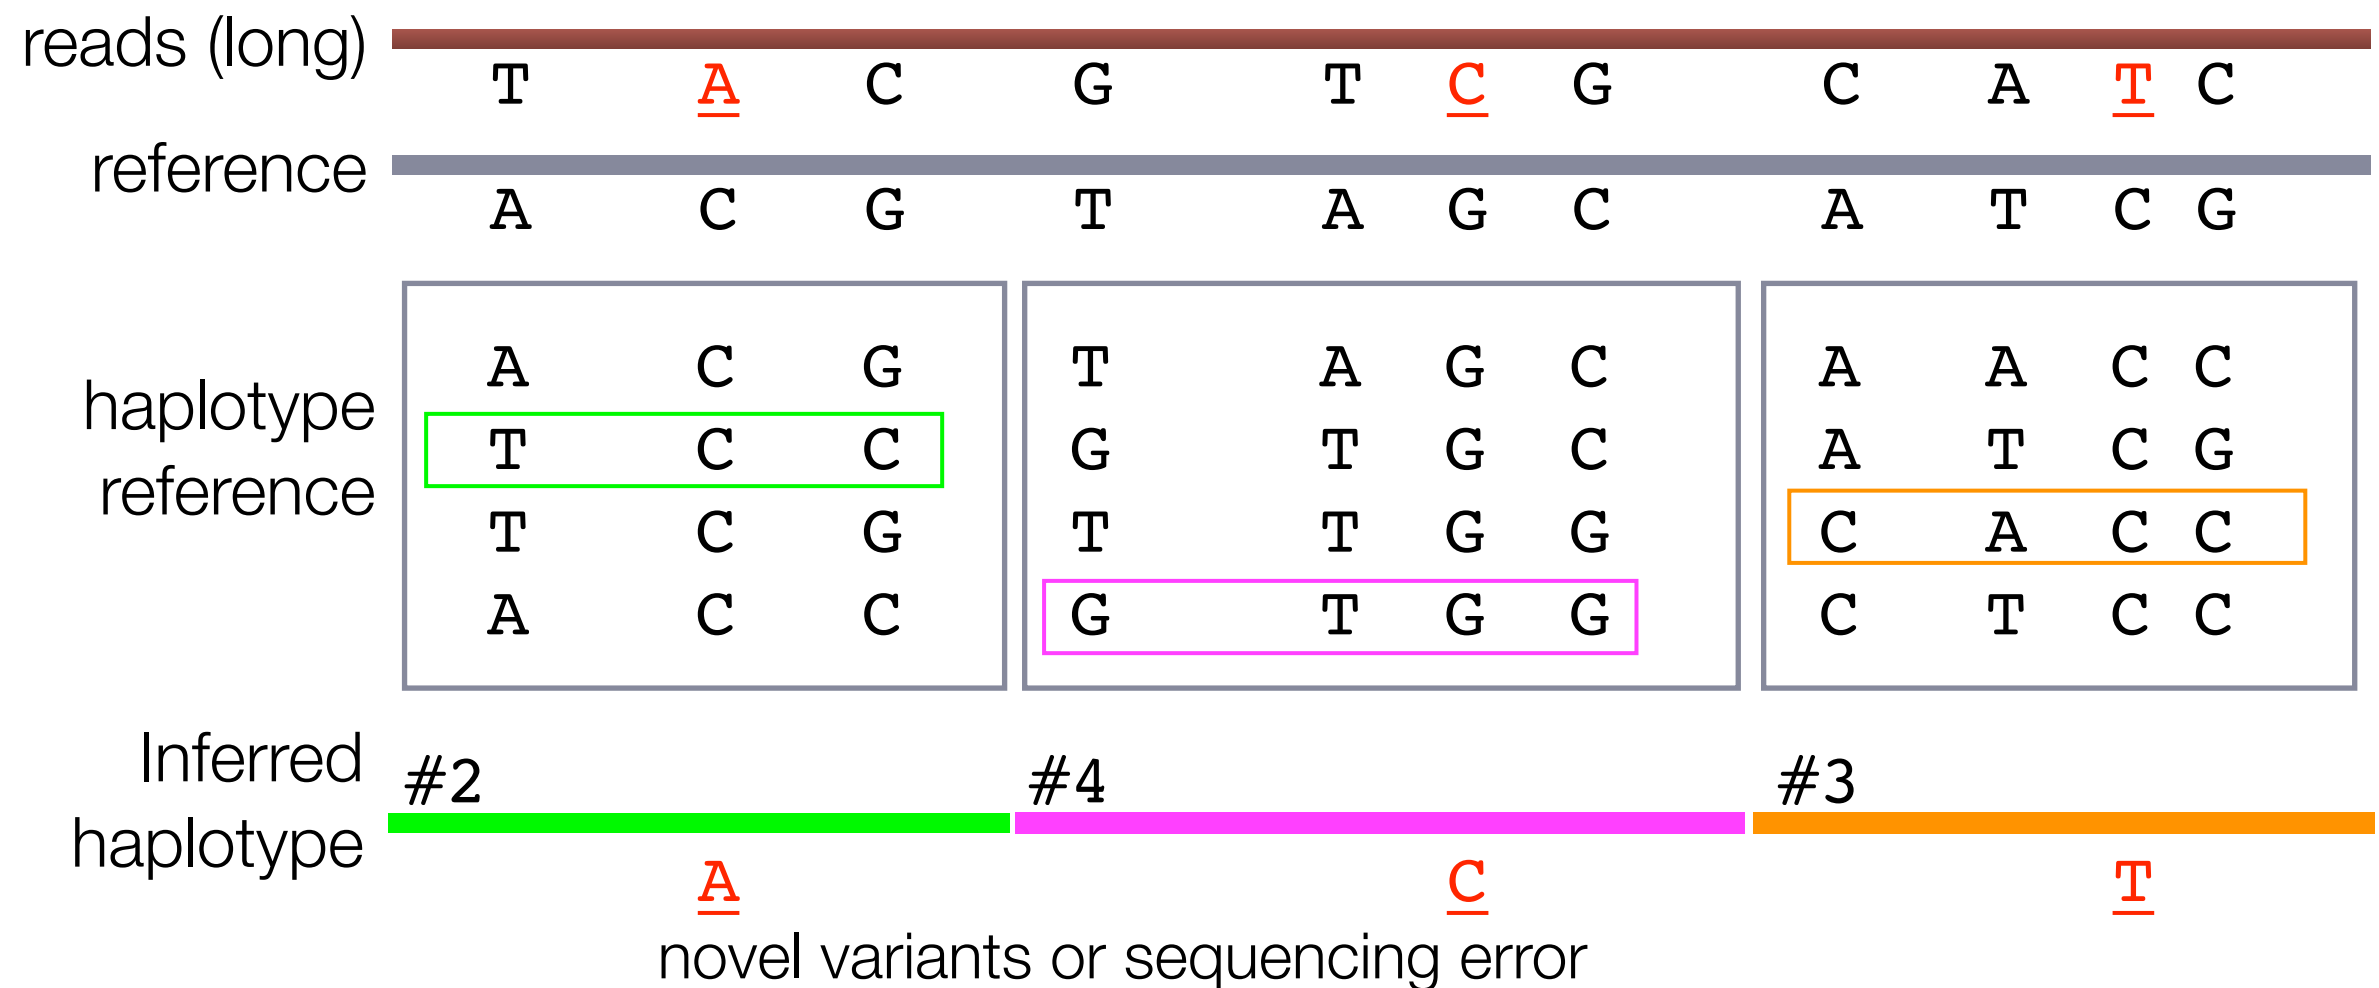 reads (long)
T A C G T C G C A T C
reference
A C G T A G C A T C G
haplotype
reference
A C G T A G C A A C C
T C C G T G C A T C G
T C G T T G G C A C C
A C C G T G G C T C C
Inferred
haplotype
#2 #4 #3
A C T
novel variants or sequencing error